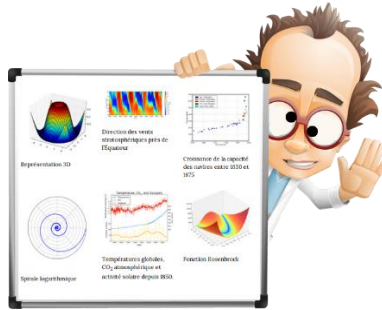 Représentation 3D
Direction des vents
stratosphériques près de
l'Equateur
Croissance de la capacité
des navires entre 1830 et
1875
Spirale logarithmique
Températures globales,
CO2 atmosphérique et
activité solaire depuis 1850.
Fonction Rosenbrock